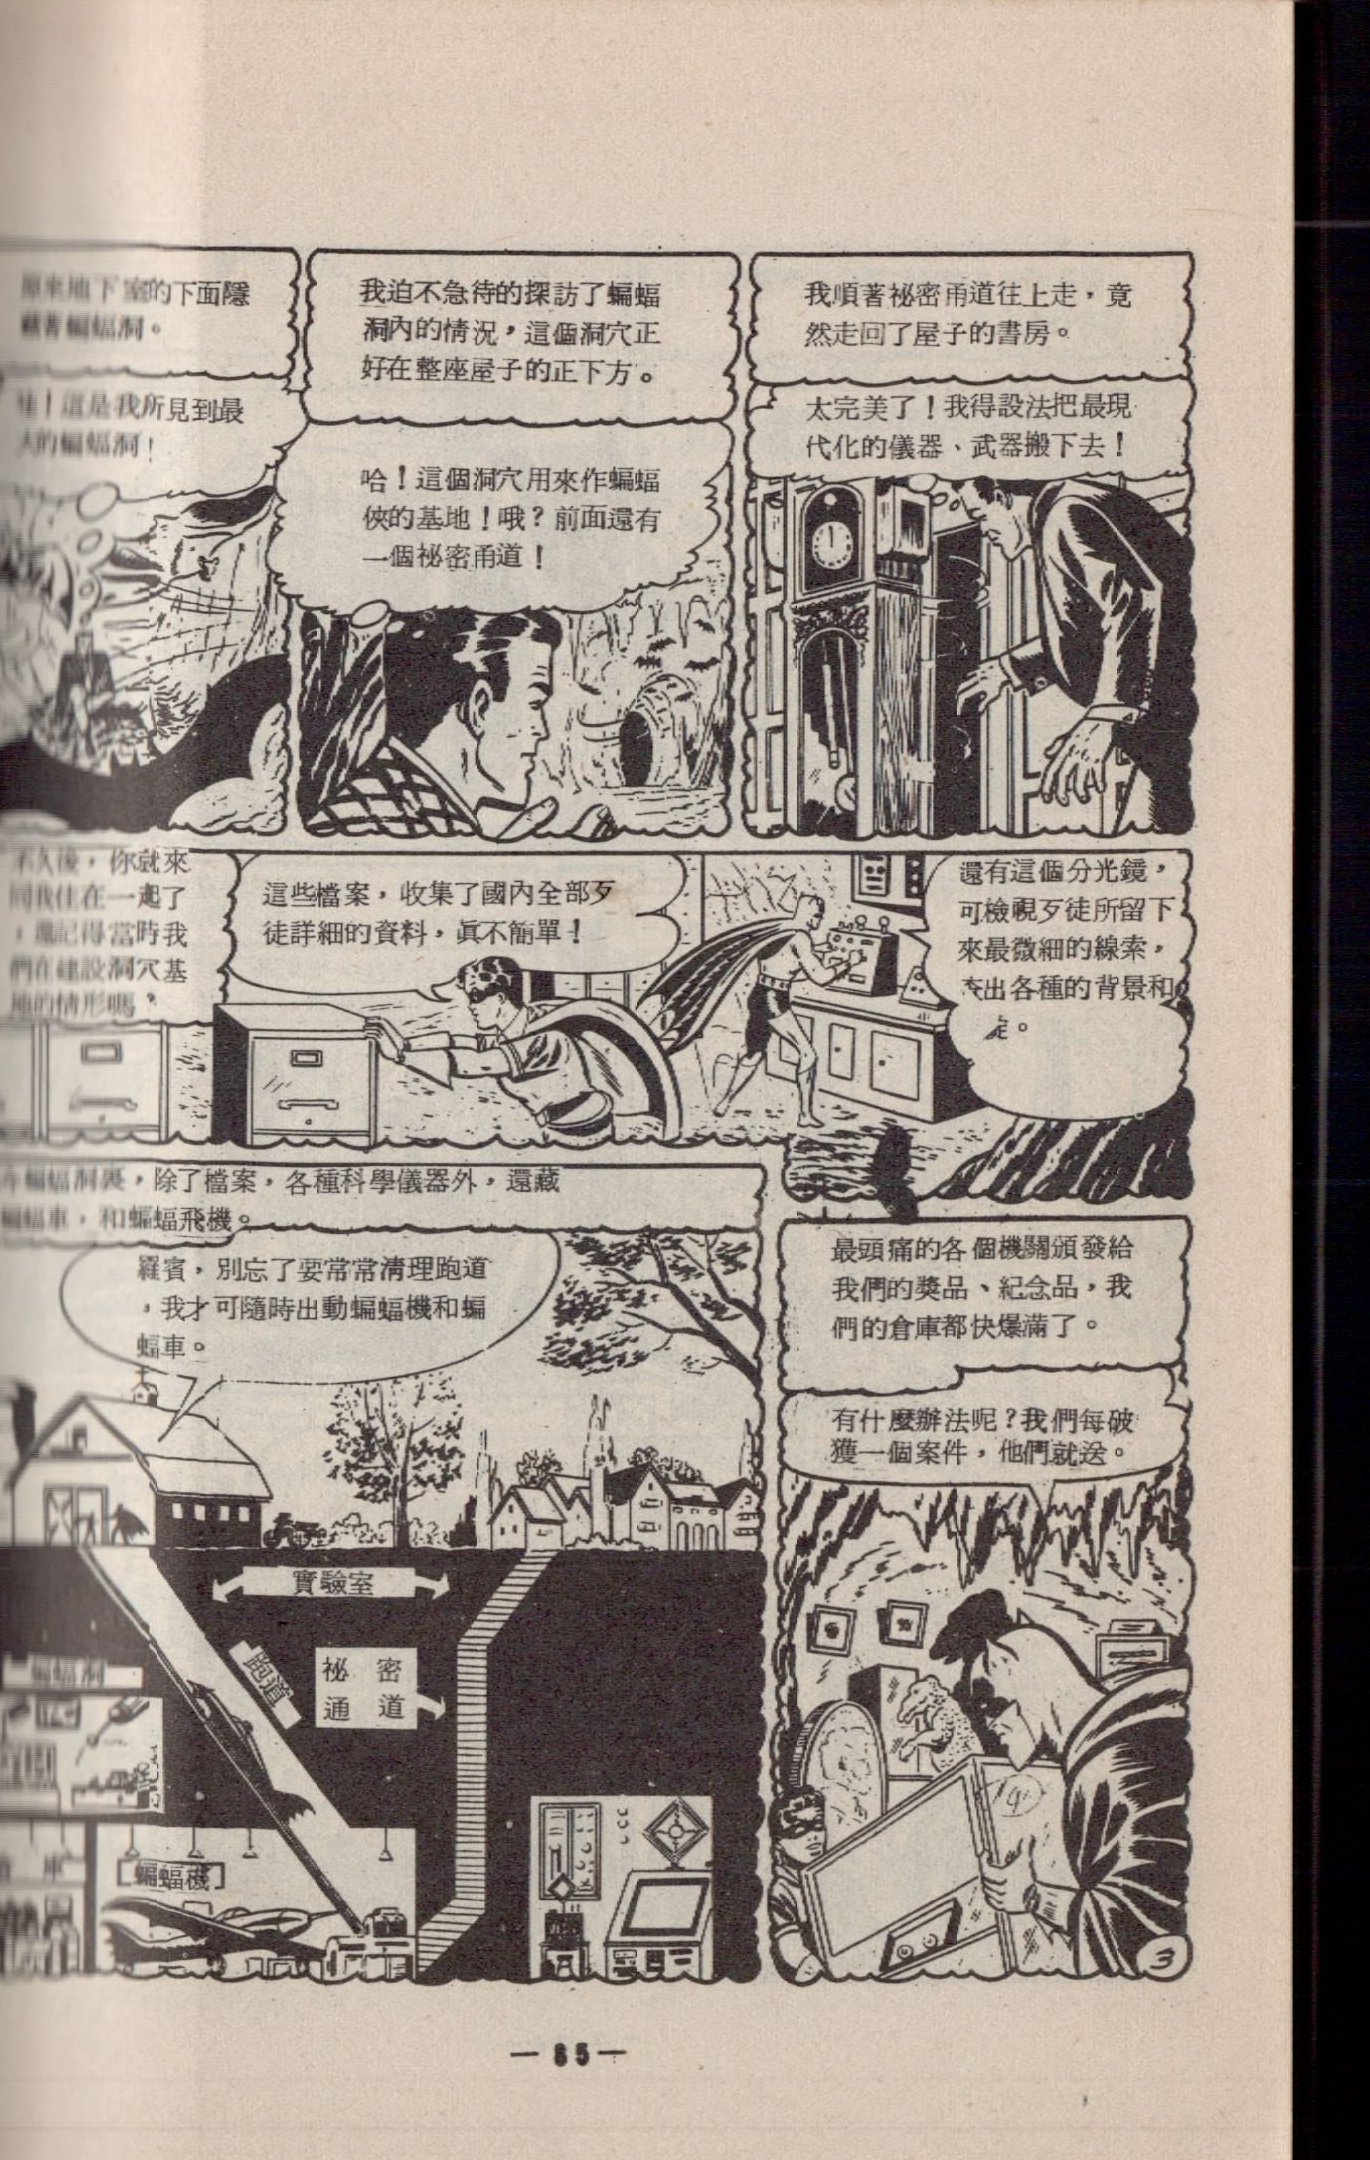 原來地下室的下面隱
藏著蝙蝠洞。
哇！這是我所見到最
大的蝙蝠洞！
我迫不急待的探訪了蝙蝠
洞內的情況，這個洞穴正
好在整座屋子的正下方。
哈！這個洞穴用來作蝙蝠
俠的基地！哦？前面還有
一個祕密甬道！
我順著祕密甬道往上走，竟
然走回了屋子的書房。
太完美了！我得設法把最現
代化的儀器、武器搬下去！
不久後，你就來
同我住在一起了
，還記得當時我
們在建設洞穴基
地的情形嗎？
這些檔案，收集了國內全部歹
徒詳細的資料，眞不簡單！
還有這個分光鏡，
可檢視歹徒所留下
來最微細的線索，
查出各種的背景和
定。
在蝙蝠洞裏，除了檔案，各種科學儀器外，還藏
蝙蝠車，和蝙蝠飛機。
羅賓，別忘了要常常清理跑道
，我才可隨時出動蝙蝠機和蝙
蝠車。
實驗室
跑道
祕密
通道
蝙蝠洞
車
蝙蝠機
最頭痛的各個機關頒發給
我們的獎品、紀念品，我
們的倉庫都快爆滿了。
有什麼辦法呢？我們每破
獲一個案件，他們就送。
3
— 85 —